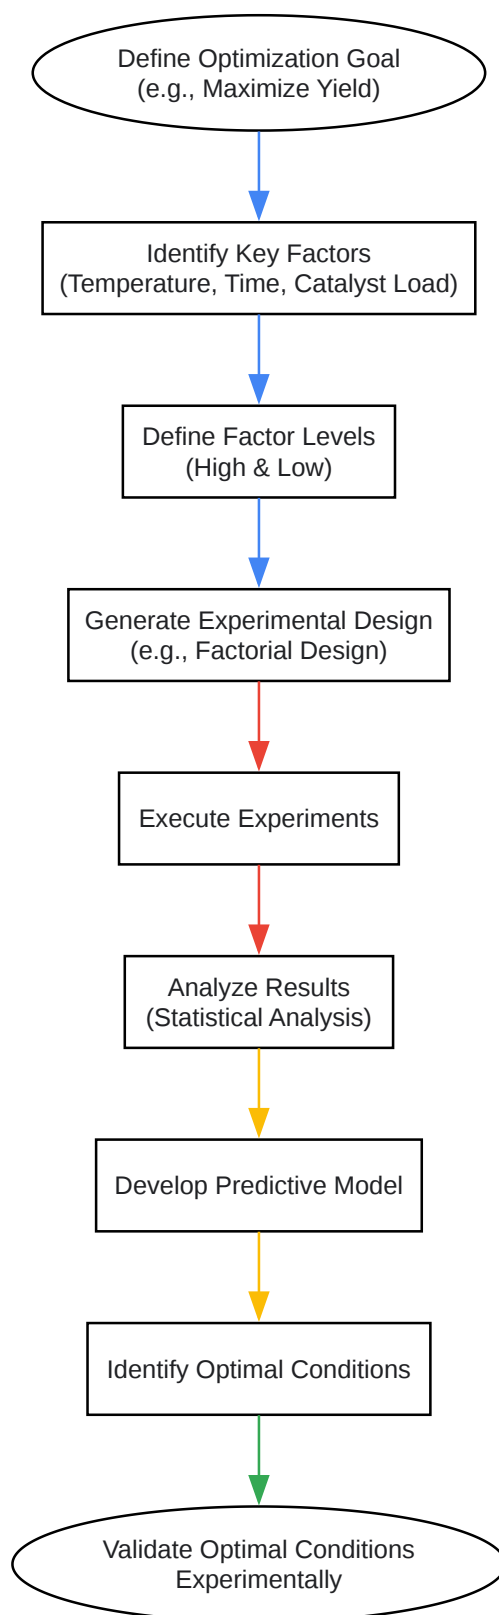 Define Optimization Goal
(e.g., Maximize Yield)
Identify Key Factors
(Temperature, Time, Catalyst Load)
Define Factor Levels
(High & Low)
Generate Experimental Design
(e.g., Factorial Design)
Execute Experiments
Analyze Results
(Statistical Analysis)
Develop Predictive Model
Identify Optimal Conditions
Validate Optimal Conditions
Experimentally